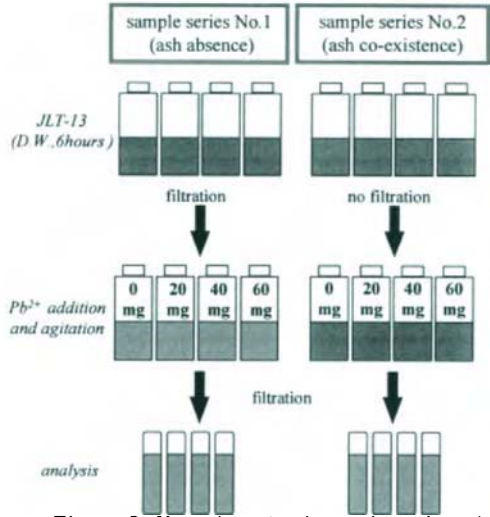 sample series No.1
(ash absence)
sample series No.2
(ash co-existence)
JLT-13
(D.W.,6hours)
filtration
no filtration
Pb²⁺ addition
and agitation
0
mg
20
mg
40
mg
60
mg
0
mg
20
mg
40
mg
60
mg
filtration
analysis